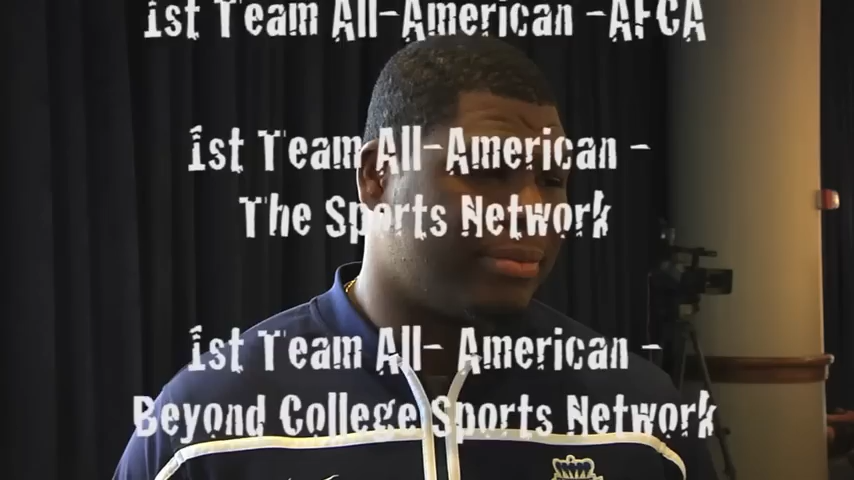 1st Team All-American -AFCA
1st Team All-American -
The Sports Network
1st Team All- American -
Beyond College Sports Network